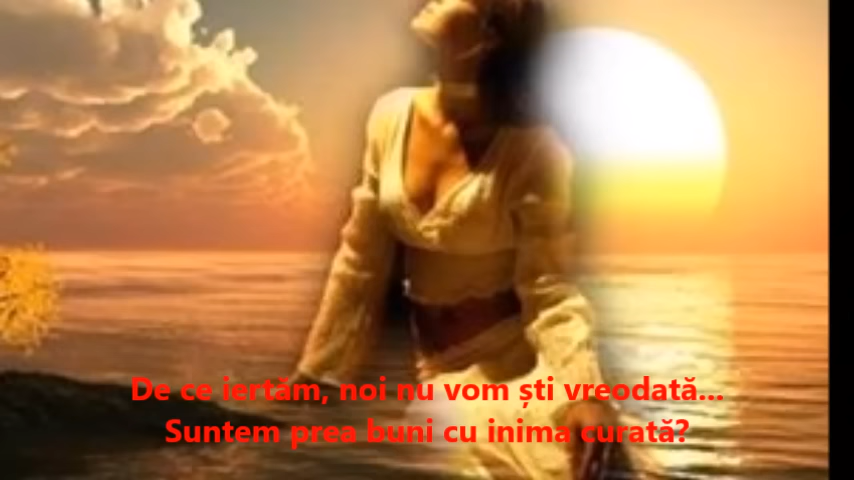 De ce iertăm, noi nu vom ști vreodată...
Suntem prea buni cu inima curată?